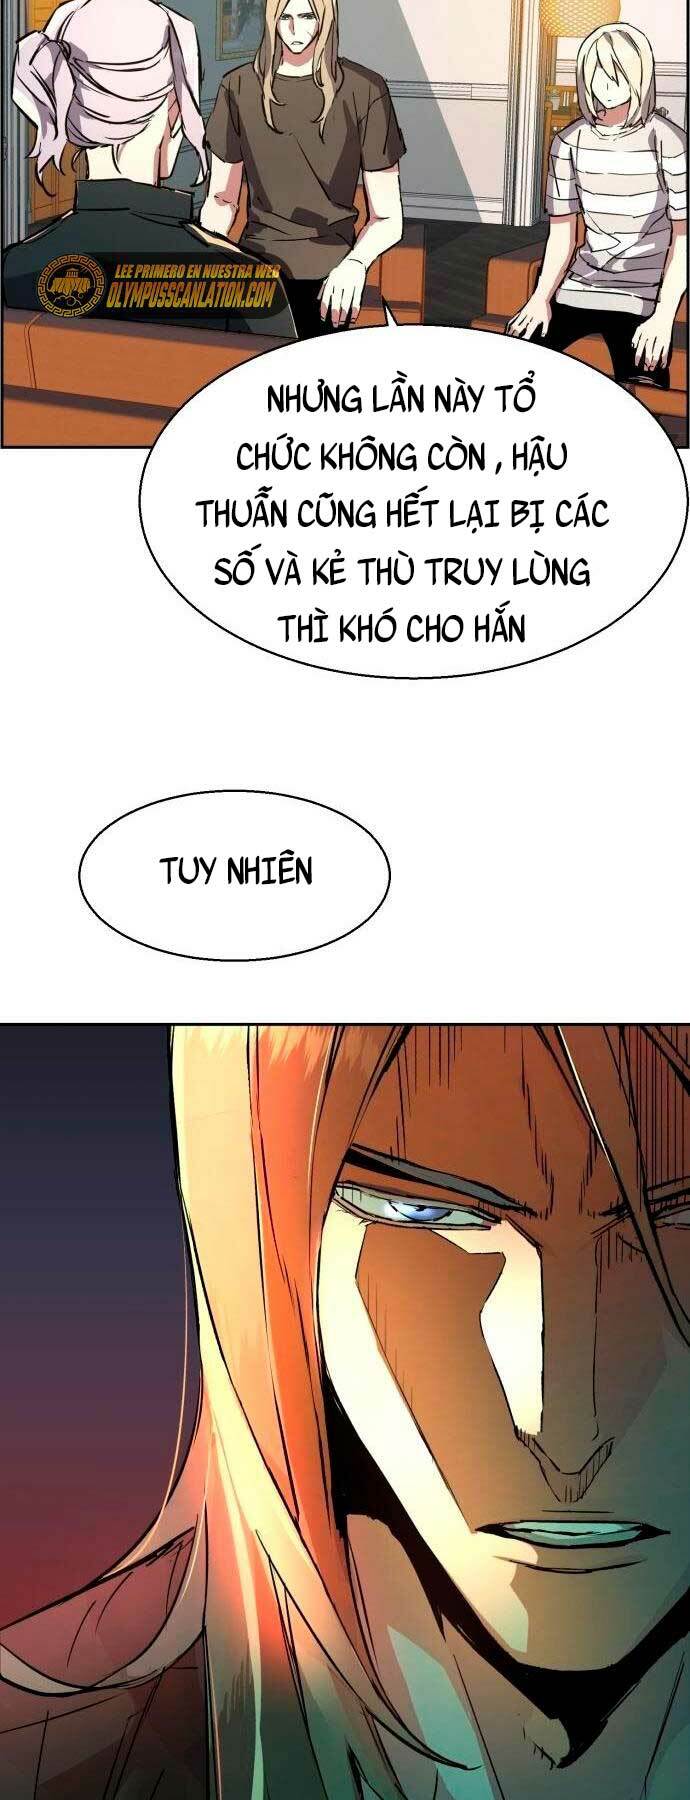 LEE PRIMERO EN NUESTRA WEB
OLYMPUSSCANLATION.COM
NHƯNG LẦN NÀY TỔ
CHỨC KHÔNG CÒN , HẬU
THUẪN CŨNG HẾT LẠI BỊ CÁC
SỐ VÀ KẺ THÙ TRUY LÙNG
THÌ KHÓ CHO HẮN
TUY NHIÊN